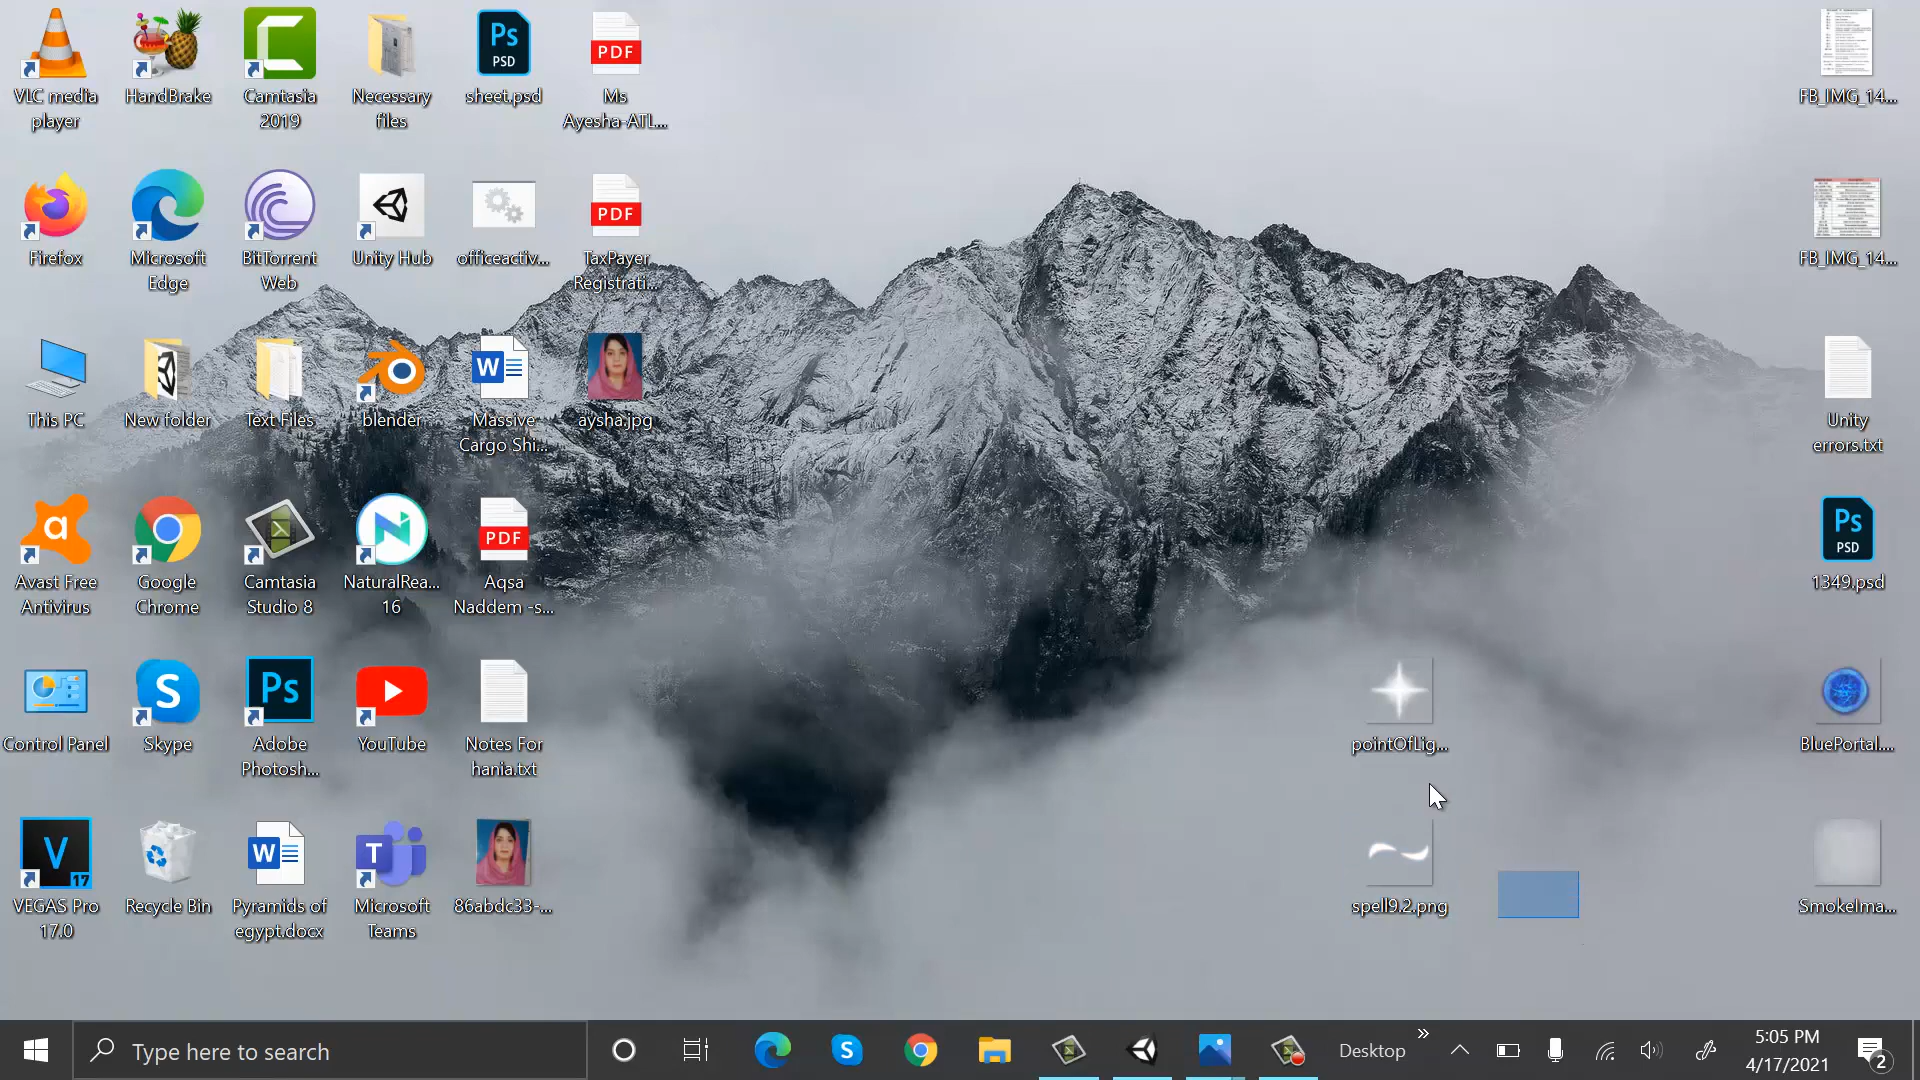 VLC media
player
HandBrake
Camtasia
2019
Necessary
files
Ps
PSD
sheet.psd
PDF
Ms
Ayesha-ATL...
FB_IMG_14...
Firefox
Microsoft
Edge
BitTorrent
Web
Unity Hub
officeactiv...
PDF
TaxPayer
Registrati...
FB_IMG_14...
This PC
New folder
Text Files
blender
W
Massive
Cargo Shi...
aysha.jpg
Unity
errors.txt
a
Avast Free
Antivirus
Google
Chrome
Camtasia
Studio 8
N
NaturalRea...
16
PDF
Aqsa
Naddem -s...
Ps
PSD
1349.psd
Control Panel
S
Skype
Ps
Adobe
Photosh...
YouTube
Notes For
hania.txt
pointOfLig...
BluePortal....
V
17
VEGAS Pro
17.0
Recycle Bin
W
Pyramids of
egypt.docx
T
Microsoft
Teams
86abdc33-...
spell9.2.png
SmokeIma...
Type here to search
S
Desktop
»
5:05 PM
4/17/2021
2